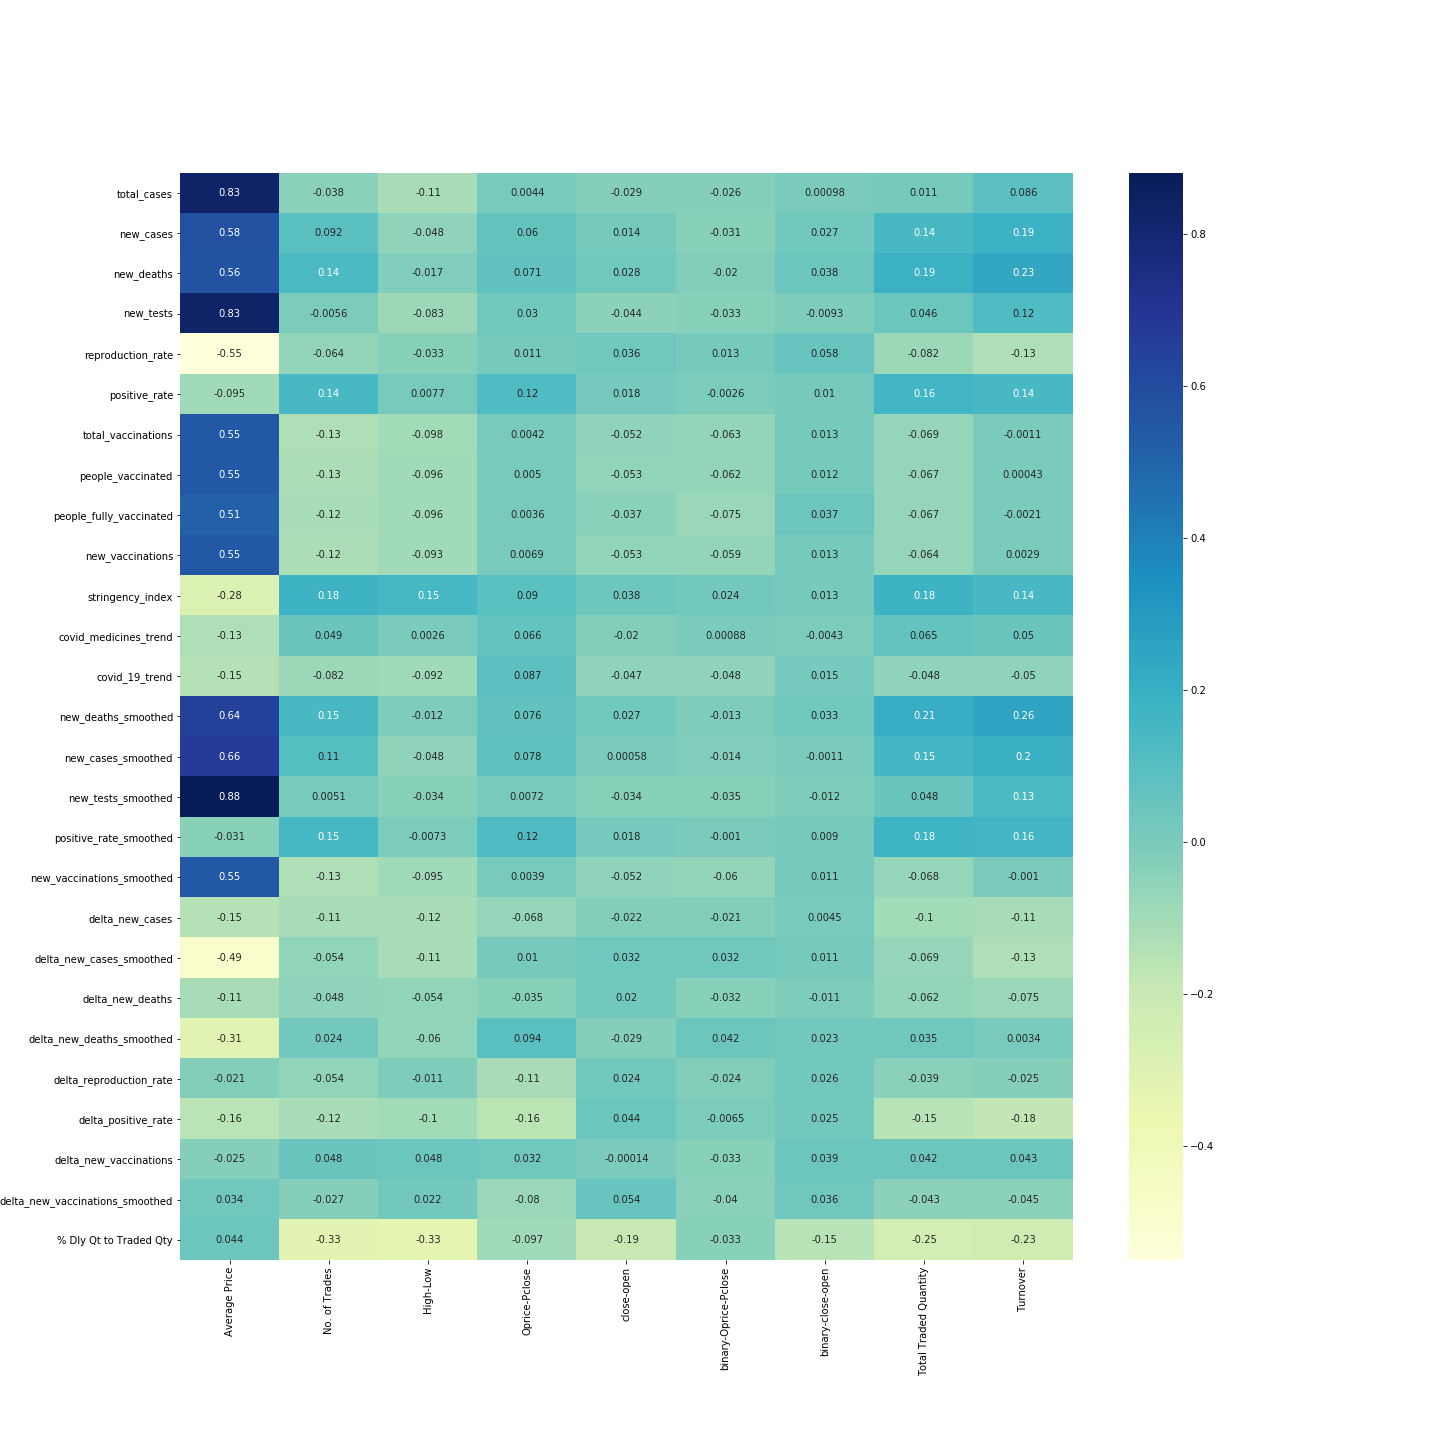 total_cases 0.83 -0.038 -0.11 0.0044 -0.029 -0.026 0.00098 0.011 0.086
new_cases 0.58 0.092 -0.048 0.06 0.014 -0.031 0.027 0.14 0.19
0.8
new_deaths 0.56 0.14 -0.017 0.071 0.028 -0.02 0.038 0.19 0.23
new_tests 0.83 -0.0056 -0.083 0.03 -0.044 -0.033 -0.0093 0.046 0.12
reproduction_rate -0.55 -0.064 -0.033 0.011 0.036 0.013 0.058 -0.082 -0.13
0.6
positive_rate -0.095 0.14 0.0077 0.12 0.018 -0.0026 0.01 0.16 0.14
total_vaccinations 0.55 -0.13 -0.098 0.0042 -0.052 -0.063 0.013 -0.069 -0.0011
people_vaccinated 0.55 -0.13 -0.096 0.005 -0.053 -0.062 0.012 -0.067 0.00043
people_fully_vaccinated 0.51 -0.12 -0.096 0.0036 -0.037 -0.075 0.037 -0.067 -0.0021
0.4
new_vaccinations 0.55 -0.12 -0.093 0.0069 -0.053 -0.059 0.013 -0.064 0.0029
stringency_index -0.28 0.18 0.15 0.09 0.038 0.024 0.013 0.18 0.14
covid_medicines_trend -0.13 0.049 0.0026 0.066 -0.02 0.00088 -0.0043 0.065 0.05
covid_19_trend -0.15 -0.082 -0.092 0.087 -0.047 -0.048 0.015 -0.048 -0.05
0.2
new_deaths_smoothed 0.64 0.15 -0.012 0.076 0.027 -0.013 0.033 0.21 0.26
new_cases_smoothed 0.66 0.11 -0.048 0.078 0.00058 -0.014 -0.0011 0.15 0.2
new_tests_smoothed 0.88 0.0051 -0.034 0.0072 -0.034 -0.035 -0.012 0.048 0.13
positive_rate_smoothed -0.031 0.15 -0.0073 0.12 0.018 -0.001 0.009 0.18 0.16
0.0
new_vaccinations_smoothed 0.55 -0.13 -0.095 0.0039 -0.052 -0.06 0.011 -0.068 -0.001
delta_new_cases -0.15 -0.11 -0.12 -0.068 -0.022 -0.021 0.0045 -0.1 -0.11
delta_new_cases_smoothed -0.49 -0.054 -0.11 0.01 0.032 0.032 0.011 -0.069 -0.13
delta_new_deaths -0.11 -0.048 -0.054 -0.035 0.02 -0.032 -0.011 -0.062 -0.075
−0.2
delta_new_deaths_smoothed -0.31 0.024 -0.06 0.094 -0.029 0.042 0.023 0.035 0.0034
delta_reproduction_rate -0.021 -0.054 -0.011 -0.11 0.024 -0.024 0.026 -0.039 -0.025
delta_positive_rate -0.16 -0.12 -0.1 -0.16 0.044 -0.0065 0.025 -0.15 -0.18
−0.4
delta_new_vaccinations -0.025 0.048 0.048 0.032 -0.00014 -0.033 0.039 0.042 0.043
delta_new_vaccinations_smoothed 0.034 -0.027 0.022 -0.08 0.054 -0.04 0.036 -0.043 -0.045
% Dly Qt to Traded Qty 0.044 -0.33 -0.33 -0.097 -0.19 -0.033 -0.15 -0.25 -0.23
Average Price
No. of Trades
High-Low
Oprice-Pclose
close-open
binary-Oprice-Pclose
binary-close-open
Total Traded Quantity
Turnover